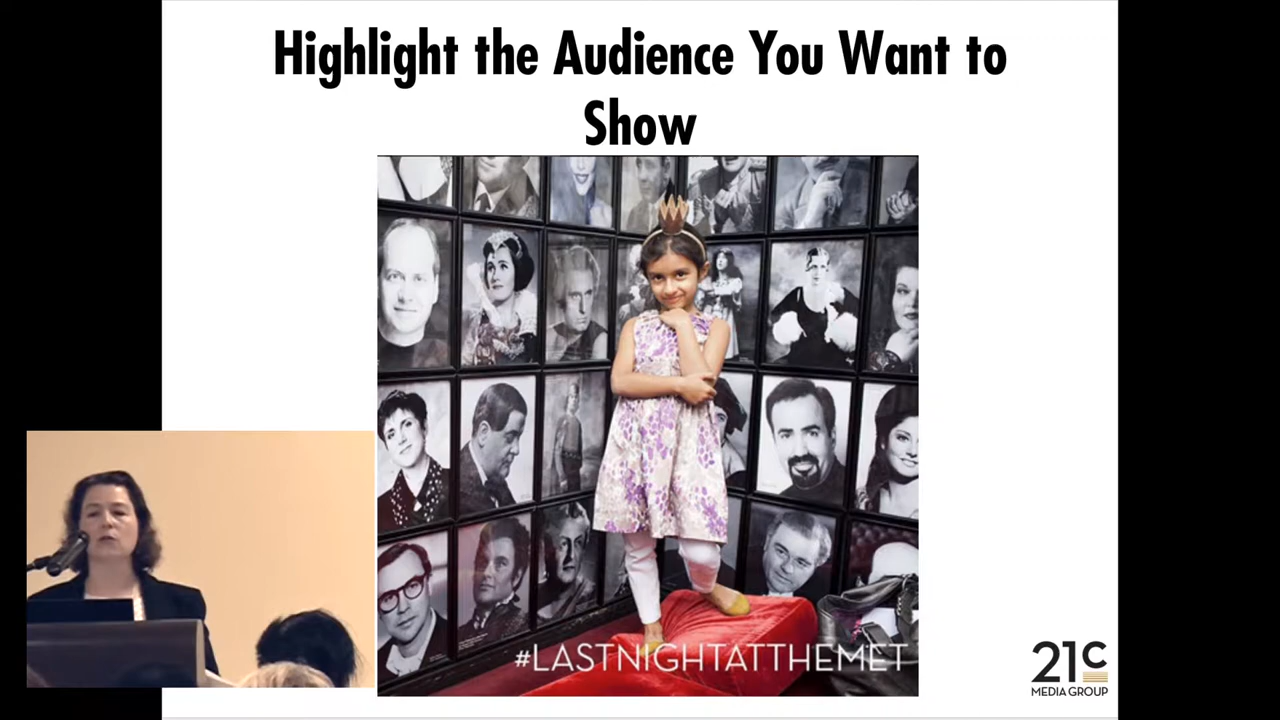 Highlight the Audience You Want to
Show
#LASTNIGHTATTHEMET
21C
MEDIA GROUP